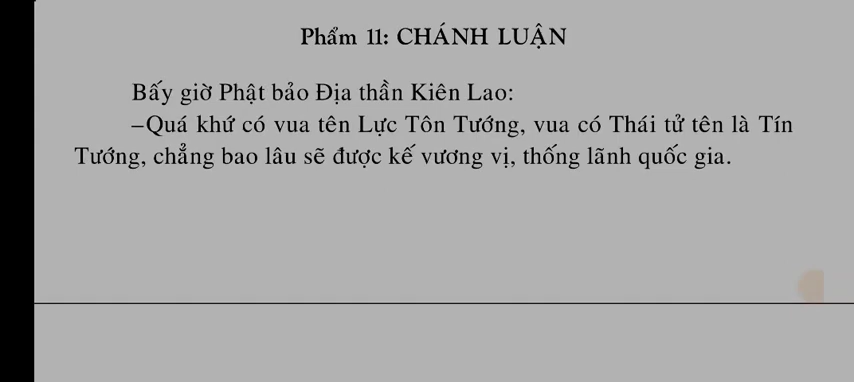 Phẩm 11: CHÁNH LUẬN
Bấy giờ Phật bảo Địa thần Kiên Lao:
–Quá khứ có vua tên Lực Tôn Tướng, vua có Thái tử tên là Tín
Tướng, chẳng bao lâu sẽ được kế vương vị, thống lãnh quốc gia.